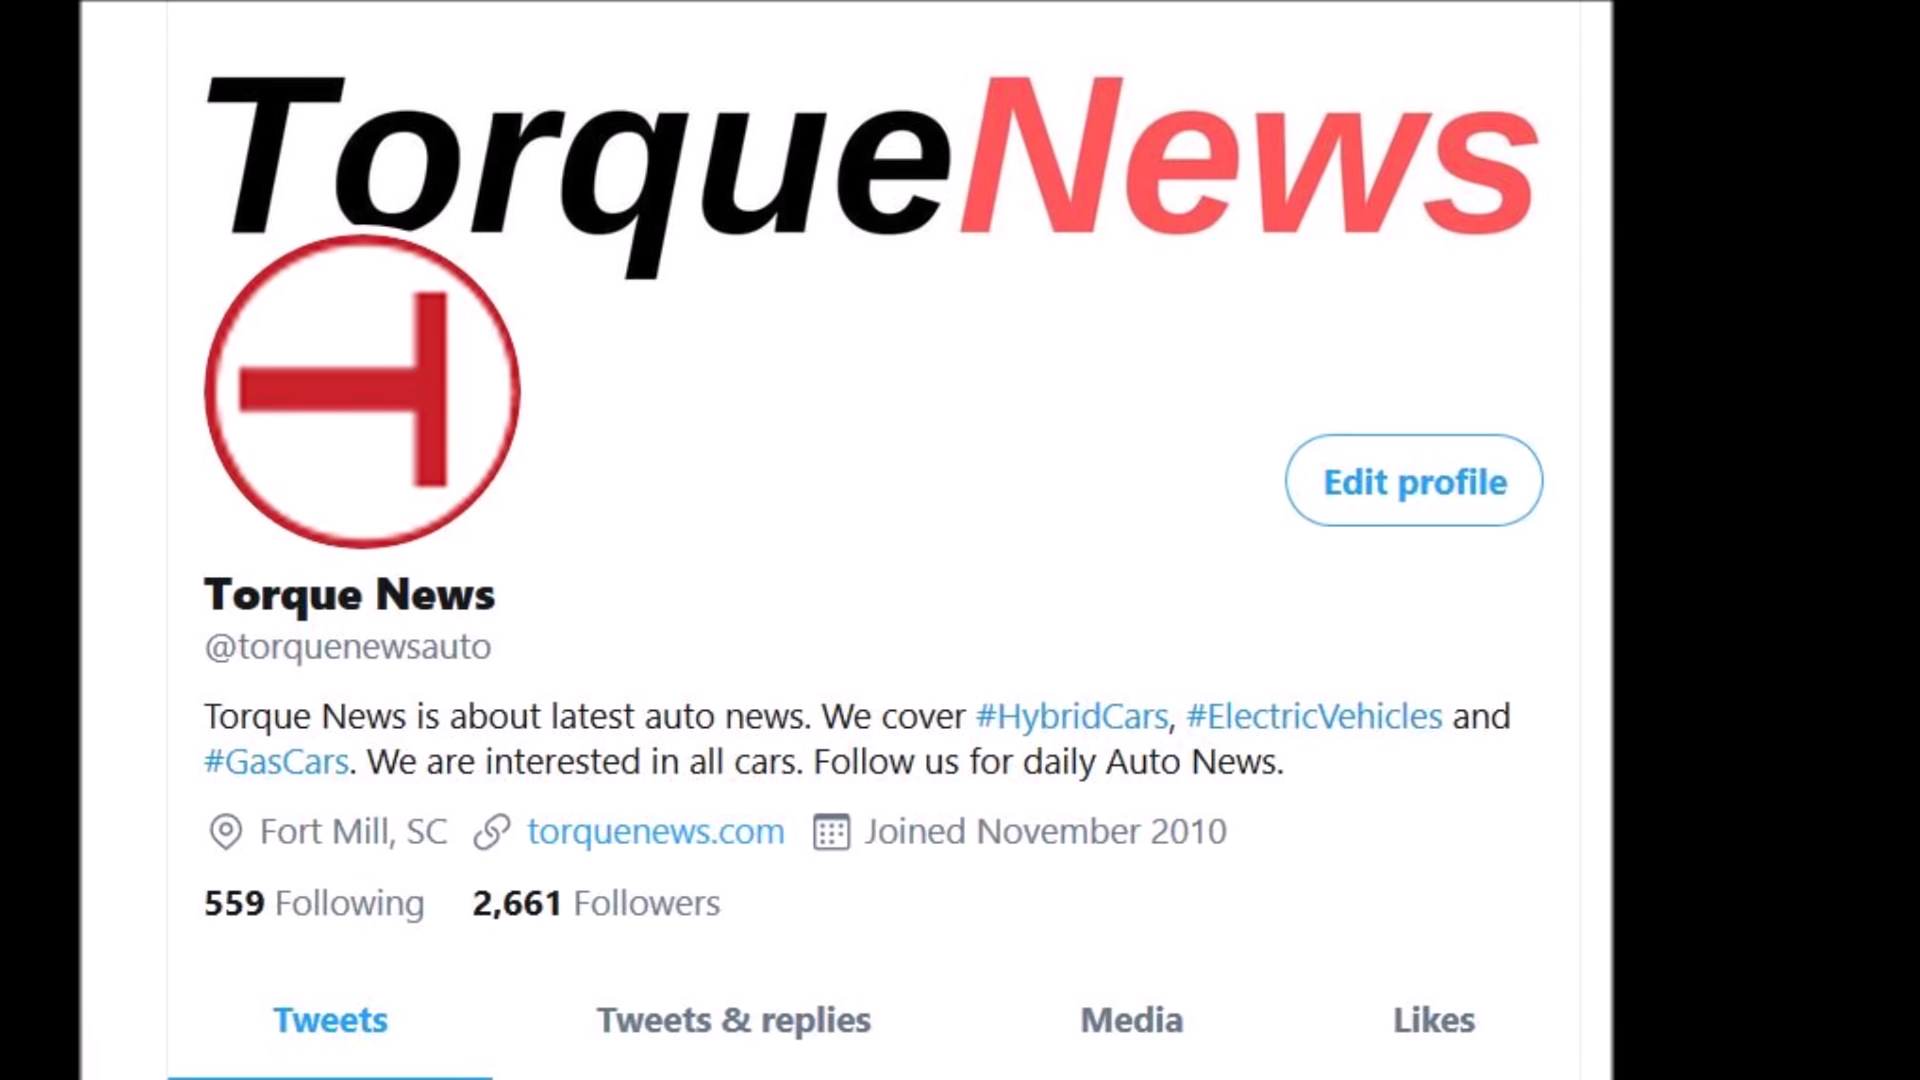 TorqueNews
T
Edit profile
Torque News
@torquenewsauto
Torque News is about latest auto news. We cover #HybridCars, #ElectricVehicles and
#GasCars. We are interested in all cars. Follow us for daily Auto News.
Fort Mill, SC torquenews.com Joined November 2010
559 Following 2,661 Followers
Tweets Tweets & replies Media Likes